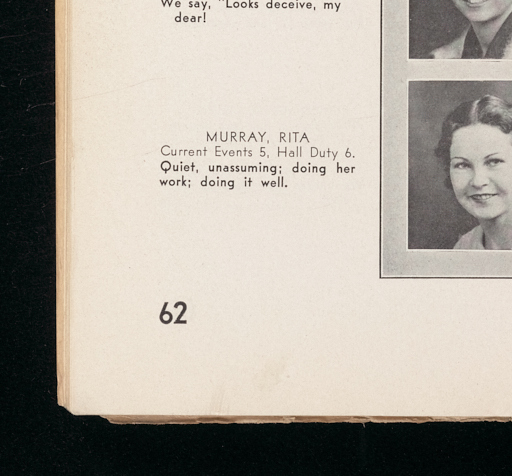 We say, "Looks deceive, my
dear!
MURRAY, RITA
Current Events 5, Hall Duty 6.
Quiet, unassuming; doing her
work; doing it well.
62